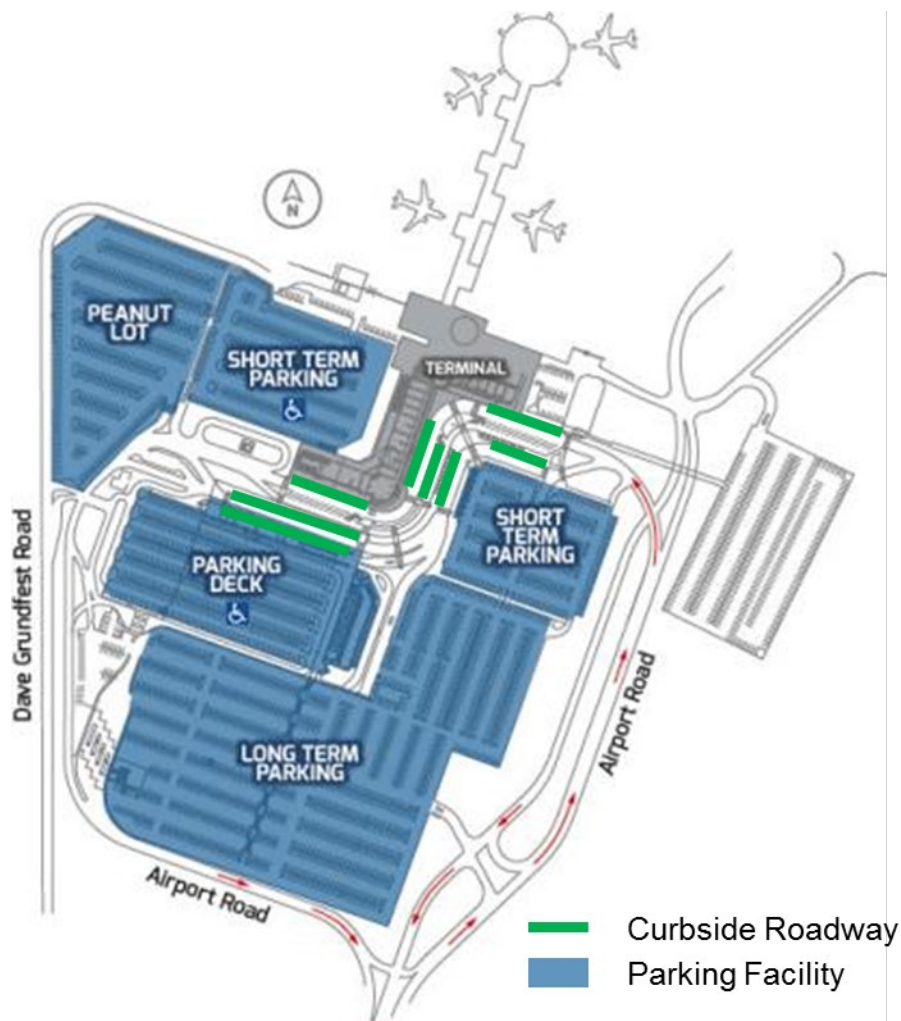 N
PEANUT
LOT
SHORT TERM
PARKING
TERMINAL
SHORT
TERM
PARKING
PARKING
DECK
Dave Grundfest Road
LONG TERM
PARKING
Airport Road
Airport Road
Curbside Roadway
Parking Facility